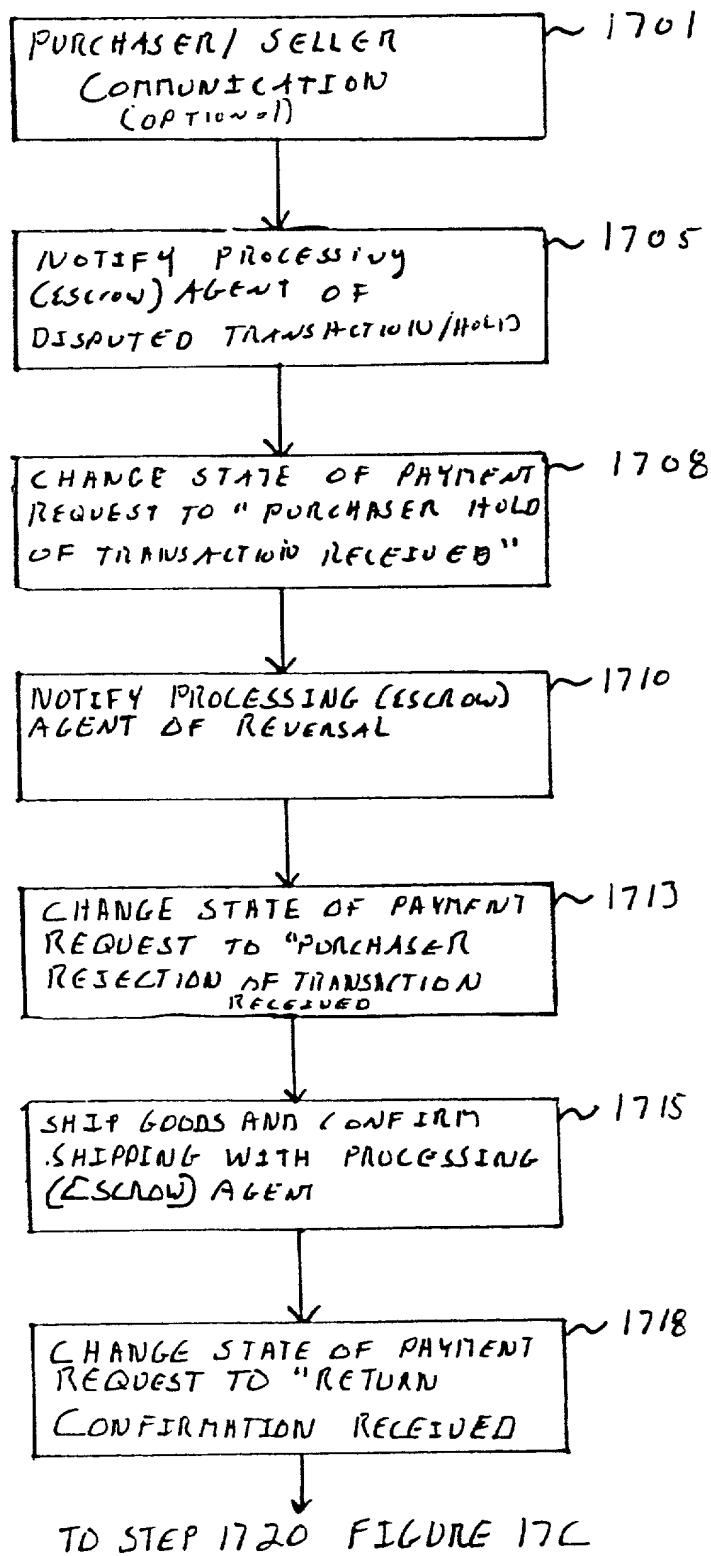 PURCHASER/ SELLER
COMMUNICATION
(OPTIONAL)
1701
NOTIFY PROCESSING
(ESCROW) AGENT OF
DISPUTED TRANSACTION/HOLD
1705
CHANGE STATE OF PAYMENT
REQUEST TO "PURCHASER HOLD
OF TRANSACTION RECEIVED"
1708
NOTIFY PROCESSING (ESCROW)
AGENT OF REVERSAL
1710
CHANGE STATE OF PAYMENT
REQUEST TO "PURCHASER
REJECTION OF TRANSACTION
RECEIVED
1713
SHIP GOODS AND CONFIRM
SHIPPING WITH PROCESSING
(ESCROW) AGENT
1715
CHANGE STATE OF PAYMENT
REQUEST TO "RETURN
CONFIRMATION RECEIVED
1718
TO STEP 1720 FIGURE 17C